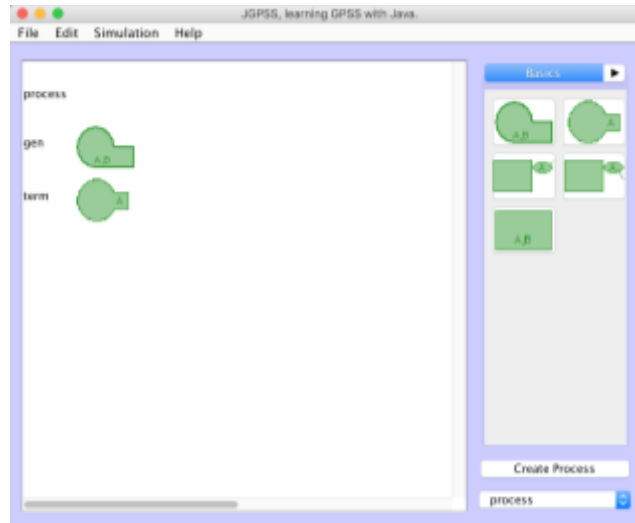 JGPSS, learning GPSS with Java.
File Edit Simulation Help
Basics
process
gen
A,B
term
A
A,B
A
A
A
A,B
Create Process
process